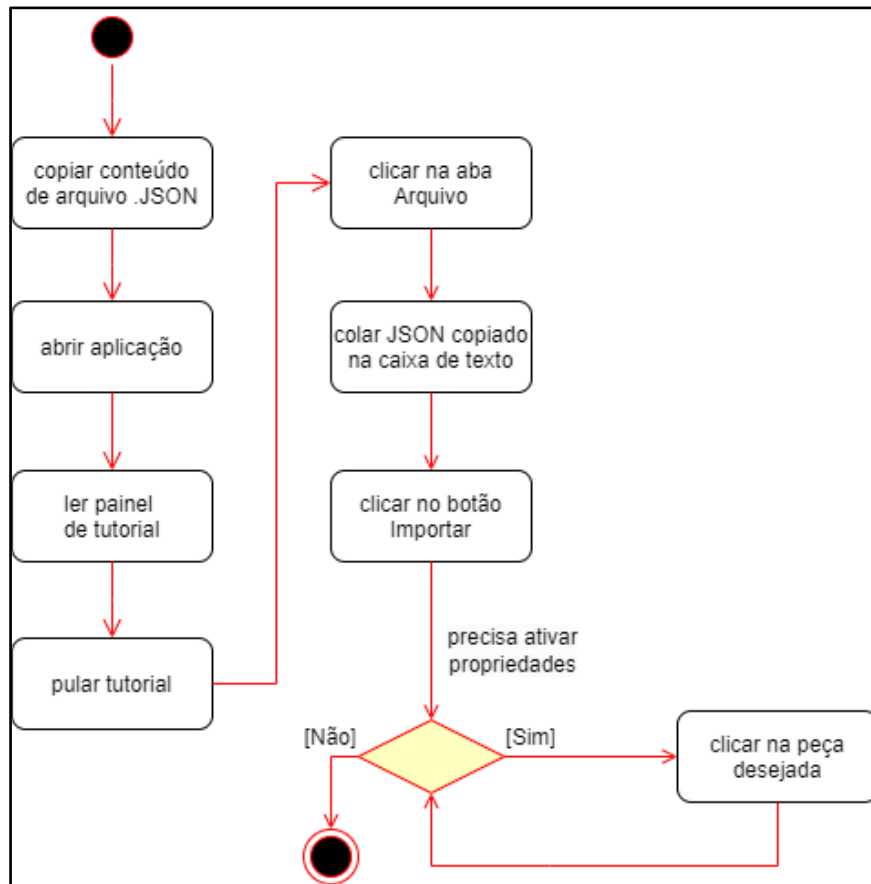 copiar conteúdo
de arquivo .JSON
abrir aplicação
ler painel
de tutorial
pular tutorial
clicar na aba
Arquivo
colar JSON copiado
na caixa de texto
clicar no botão
Importar
precisa ativar
propriedades
[Não]
[Sim]
clicar na peça
desejada